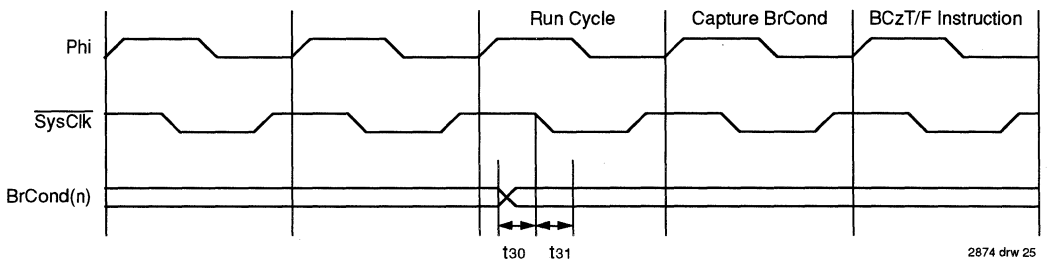 Run Cycle
Capture BrCond
BCzT/F Instruction
Phi
SysClk
BrCond(n)
t30
t31
2874 drw 25